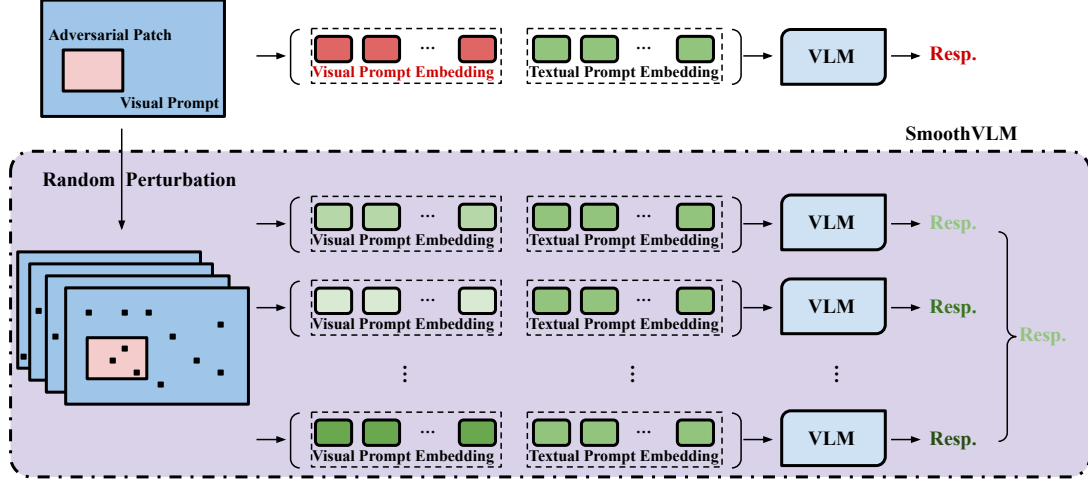 Adversarial Patch
Visual Prompt
Visual Prompt Embedding
Textual Prompt Embedding
VLM
Resp.
SmoothVLM
Random Perturbation
...
...
Visual Prompt Embedding
...
Textual Prompt Embedding
VLM
Resp.
...
Visual Prompt Embedding
...
Textual Prompt Embedding
VLM
Resp.
Resp.
...
Visual Prompt Embedding
...
Textual Prompt Embedding
VLM
Resp.